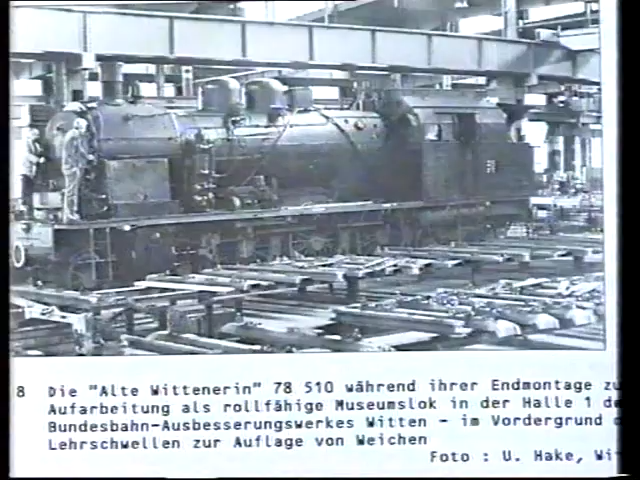 8 Die "Alte Wittenerin" 78 510 während ihrer Endmontage zu
Aufarbeitung als rollfähige Museumslok in der Halle 1 de
Bundesbahn-Ausbesserungswerkes Witten - im Vordergrund
Lehrschwellen zur Auflage von Weichen
Foto : U. Hake, Wi